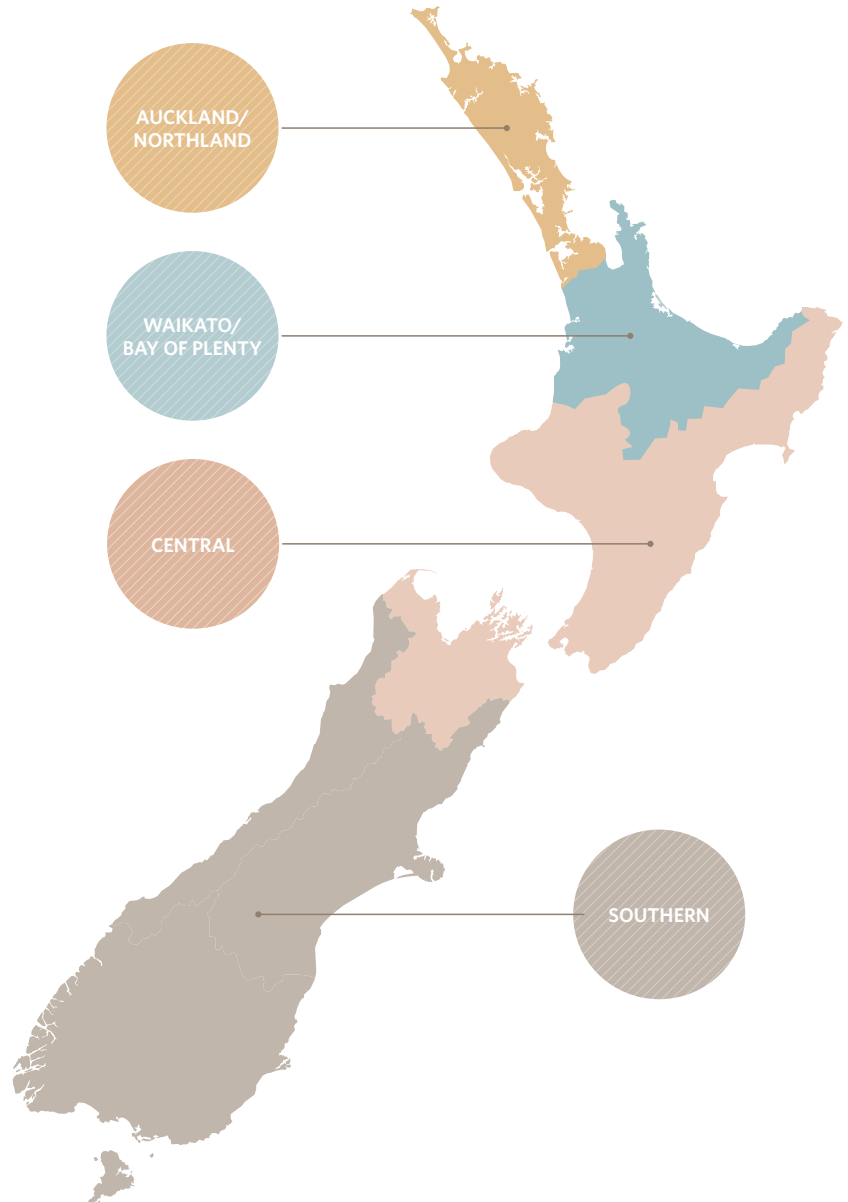 AUCKLAND/
NORTHLAND
WAIKATO/
BAY OF PLENTY
CENTRAL
SOUTHERN